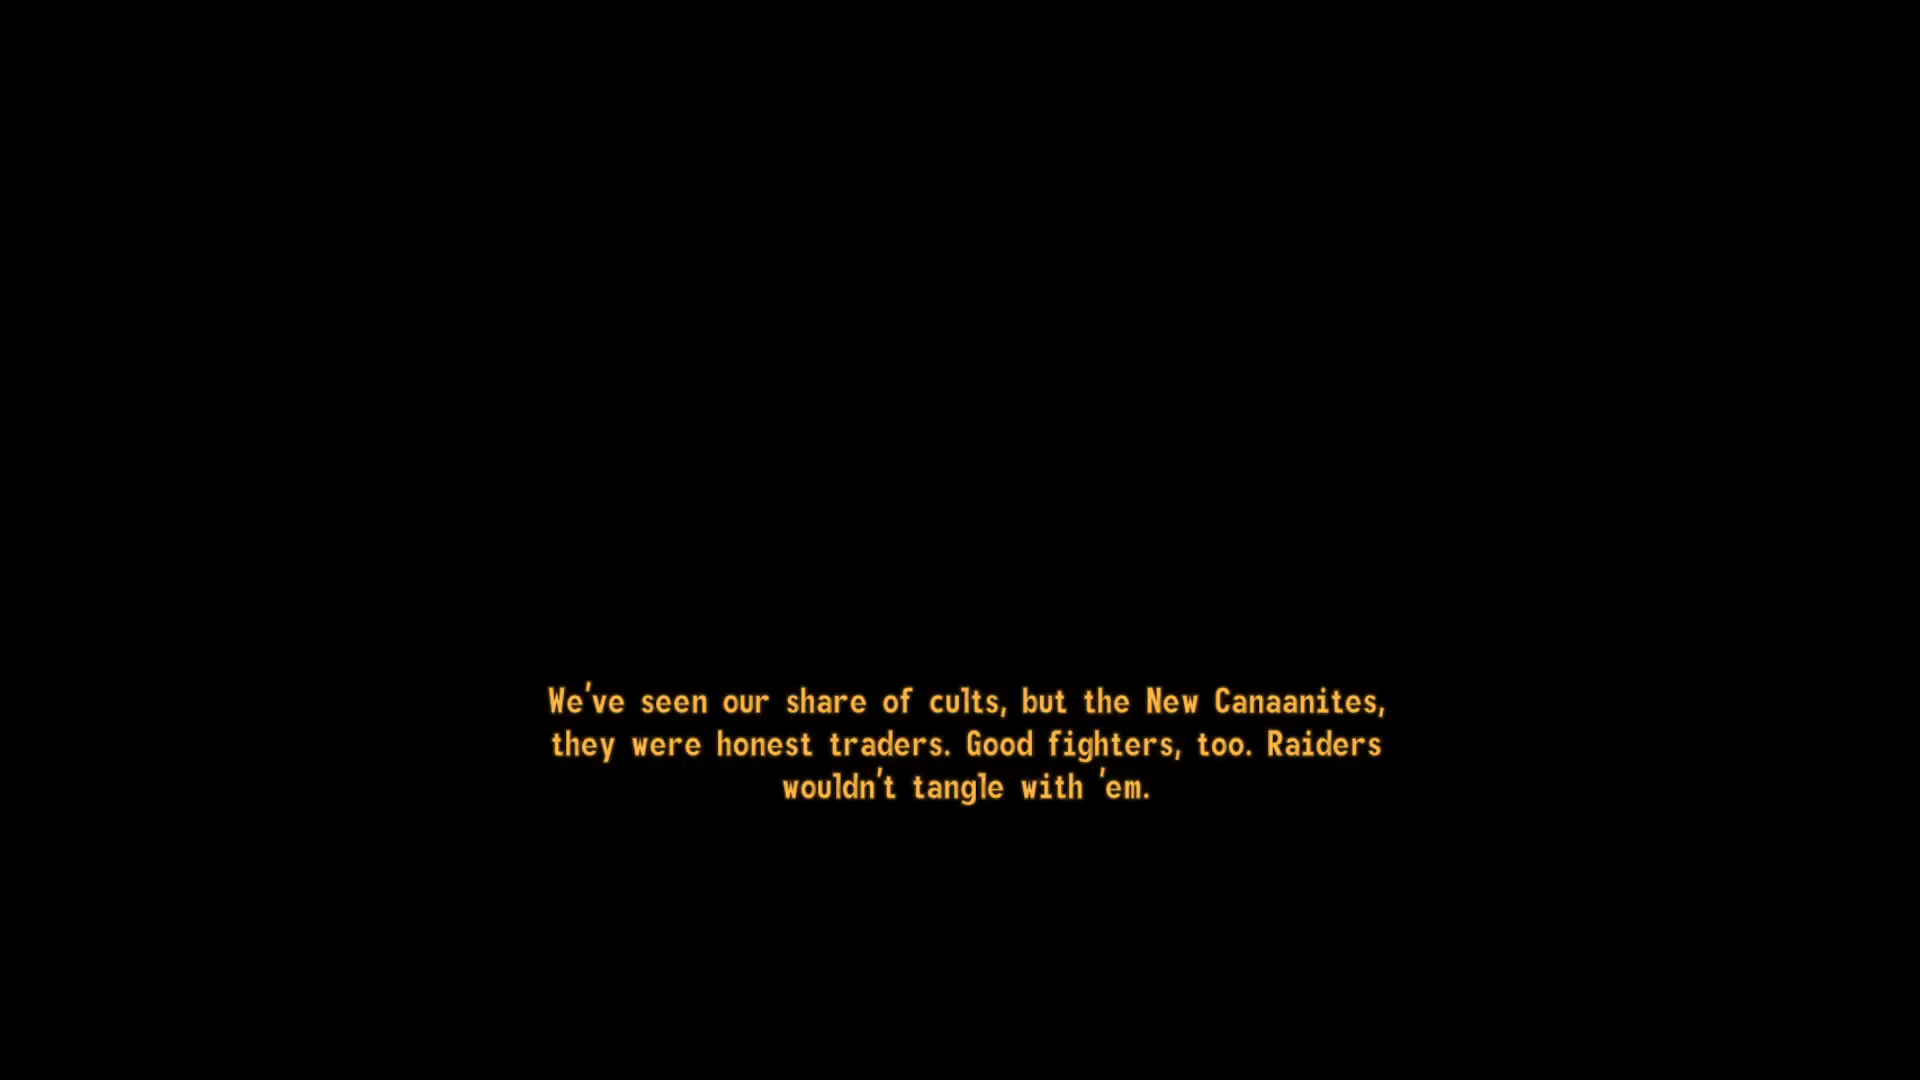 We've seen our share of cults, but the New Canaanites,
they were honest traders. Good fighters, too. Raiders
wouldn't tangle with 'em.